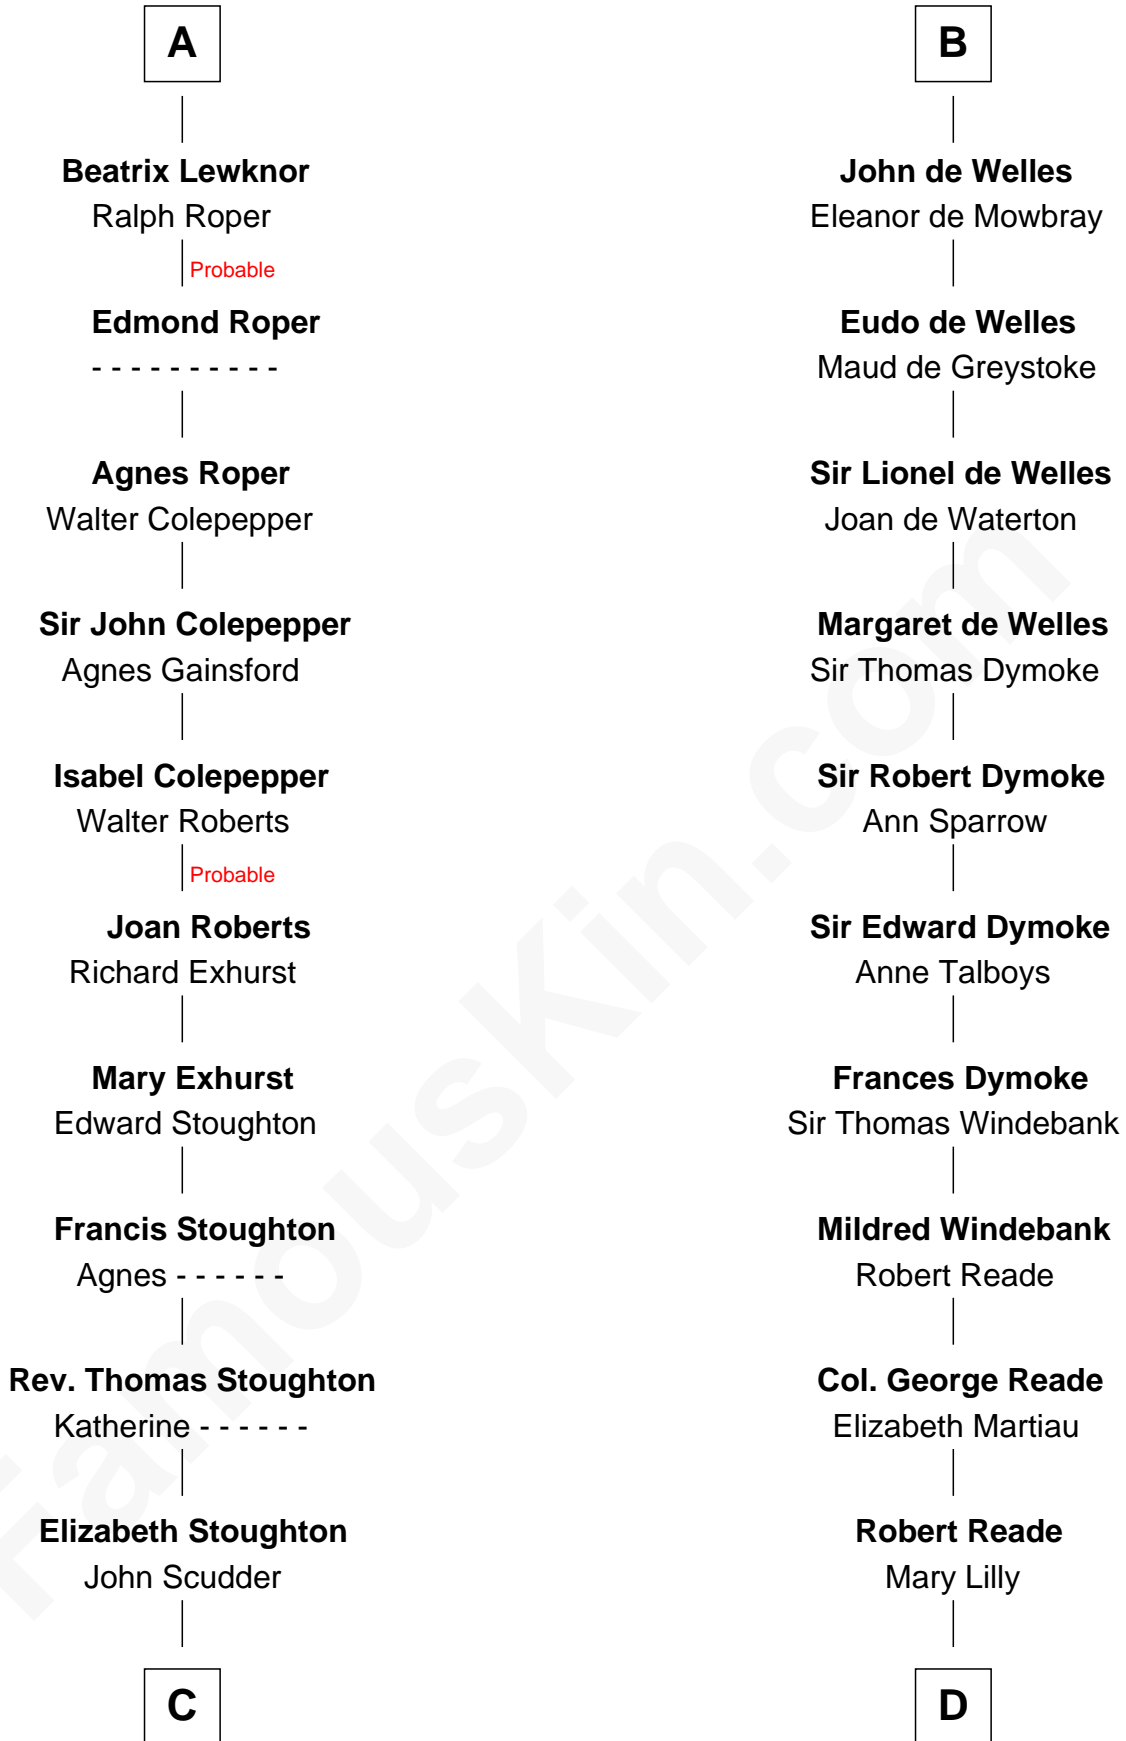 A
Beatrix Lewknor
Ralph Roper
Probable
Edmond Roper
- - - - - - - - - -
Agnes Roper
Walter Colepepper
Sir John Colepepper
Agnes Gainsford
Isabel Colepepper
Walter Roberts
Probable
Joan Roberts
Richard Exhurst
Mary Exhurst
Edward Stoughton
Francis Stoughton
Agnes - - - - - -
Rev. Thomas Stoughton
Katherine - - - - - -
Elizabeth Stoughton
John Scudder
C
B
John de Welles
Eleanor de Mowbray
Eudo de Welles
Maud de Greystoke
Sir Lionel de Welles
Joan de Waterton
Margaret de Welles
Sir Thomas Dymoke
Sir Robert Dymoke
Ann Sparrow
Sir Edward Dymoke
Anne Talboys
Frances Dymoke
Sir Thomas Windebank
Mildred Windebank
Robert Reade
Col. George Reade
Elizabeth Martiau
Robert Reade
Mary Lilly
D
FamousKin.com